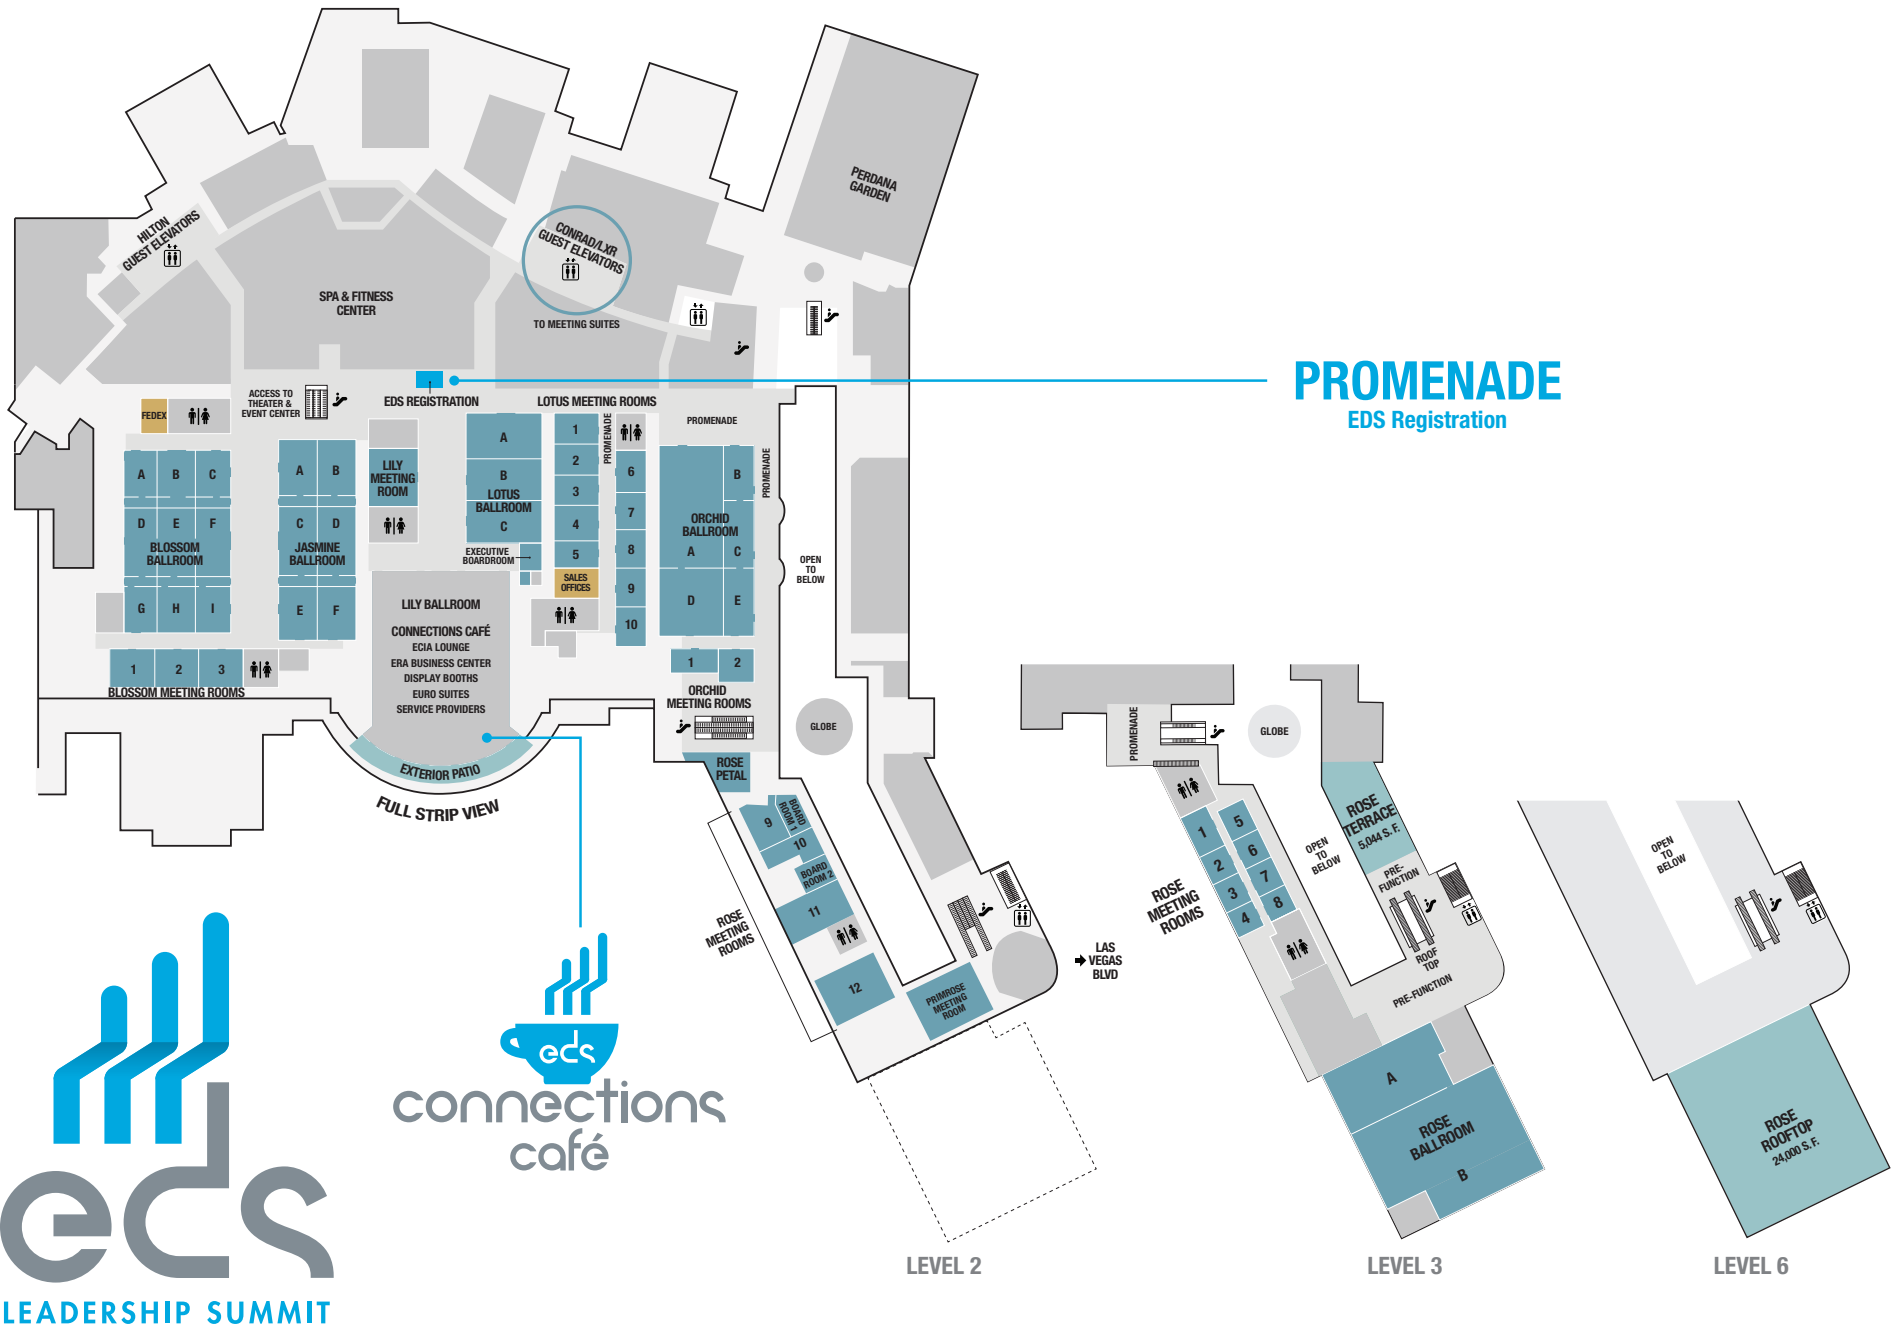 PERDANA
GARDEN
HILTON
GUEST ELEVATORS
CONRAD/LXR
GUEST ELEVATORS
TO MEETING SUITES
SPA & FITNESS
CENTER
PROMENADE
EDS Registration
ACCESS TO
THEATER &
EVENT CENTER
EDS REGISTRATION
LOTUS MEETING ROOMS
FEDEX
PROMENADE
PROMENADE
PROMENADE
A
B
C
D
E
F
BLOSSOM
BALLROOM
G
H
I
A
B
C
D
JASMINE
BALLROOM
E
F
LILY
MEETING
ROOM
A
B
LOTUS
BALLROOM
C
EXECUTIVE
BOARDROOM
1
2
3
4
5
SALES
OFFICES
6
7
8
9
10
B
ORCHID
BALLROOM
A
C
D
E
OPEN
TO
BELOW
1
2
3
BLOSSOM MEETING ROOMS
LILY BALLROOM
CONNECTIONS CAFÉ
ECIA LOUNGE
ERA BUSINESS CENTER
DISPLAY BOOTHS
EURO SUITES
SERVICE PROVIDERS
EXTERIOR PATIO
FULL STRIP VIEW
1
2
ORCHID
MEETING ROOMS
GLOBE
ROSE
PETAL
9
BOARD
ROOM 1
10
BOARD
ROOM 2
11
12
ROSE
MEETING
ROOMS
PRIMROSE
MEETING
ROOM
LAS
VEGAS
BLVD
LEVEL 2
PROMENADE
GLOBE
ROSE
TERRACE
5,044 S. F.
OPEN
TO
BELOW
PRE-
FUNCTION
1
2
3
4
5
6
7
8
ROSE
MEETING
ROOMS
ROOF
TOP
PRE-FUNCTION
A
ROSE
BALLROOM
B
LEVEL 3
OPEN
TO
BELOW
ROSE
ROOFTOP
24,000 S. F.
LEVEL 6
eds
connections
café
eds
LEADERSHIP SUMMIT